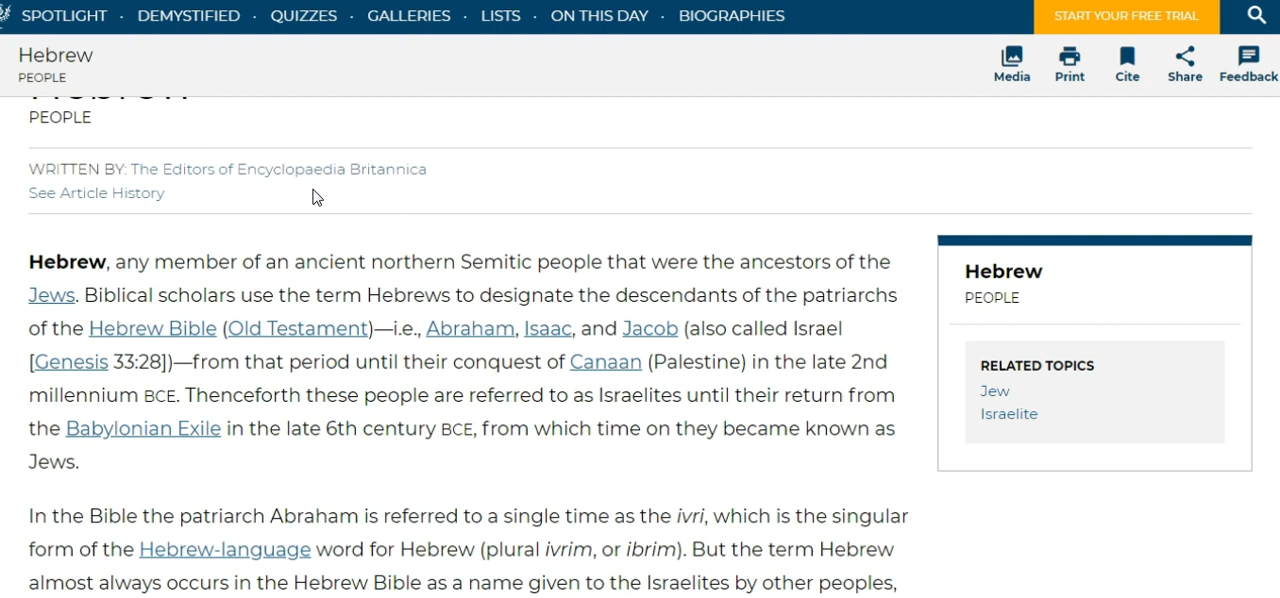 SPOTLIGHT · DEMYSTIFIED · QUIZZES · GALLERIES · LISTS · ON THIS DAY · BIOGRAPHIES START YOUR FREE TRIAL
Hebrew
PEOPLE
Media Print Cite Share Feedback
PEOPLE
WRITTEN BY: The Editors of Encyclopaedia Britannica
See Article History
Hebrew, any member of an ancient northern Semitic people that were the ancestors of the
Jews. Biblical scholars use the term Hebrews to designate the descendants of the patriarchs
of the Hebrew Bible (Old Testament)—i.e., Abraham, Isaac, and Jacob (also called Israel
[Genesis 33:28])—from that period until their conquest of Canaan (Palestine) in the late 2nd
millennium BCE. Thenceforth these people are referred to as Israelites until their return from
the Babylonian Exile in the late 6th century BCE, from which time on they became known as
Jews.
In the Bible the patriarch Abraham is referred to a single time as the ivri, which is the singular
form of the Hebrew-language word for Hebrew (plural ivrim, or ibrim). But the term Hebrew
almost always occurs in the Hebrew Bible as a name given to the Israelites by other peoples,
Hebrew
PEOPLE
RELATED TOPICS
Jew
Israelite